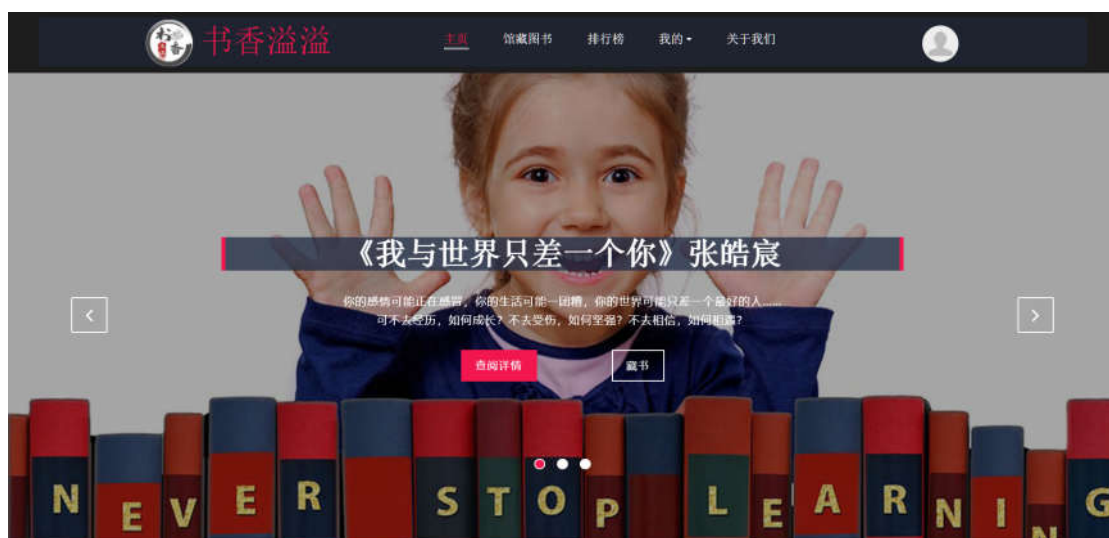 书香
书香溢溢
主页 馆藏图书 排行榜 我的 关于我们
《我与世界只差一个你》张皓宸
你的感情可能正在感冒，你的生活可能一团糟，你的世界可能只差一个最好的人……
可不去经历，如何成长？不去受伤，如何坚强？不去相信，如何相遇？
查阅详情 藏书
NEVER STOP LEARNING